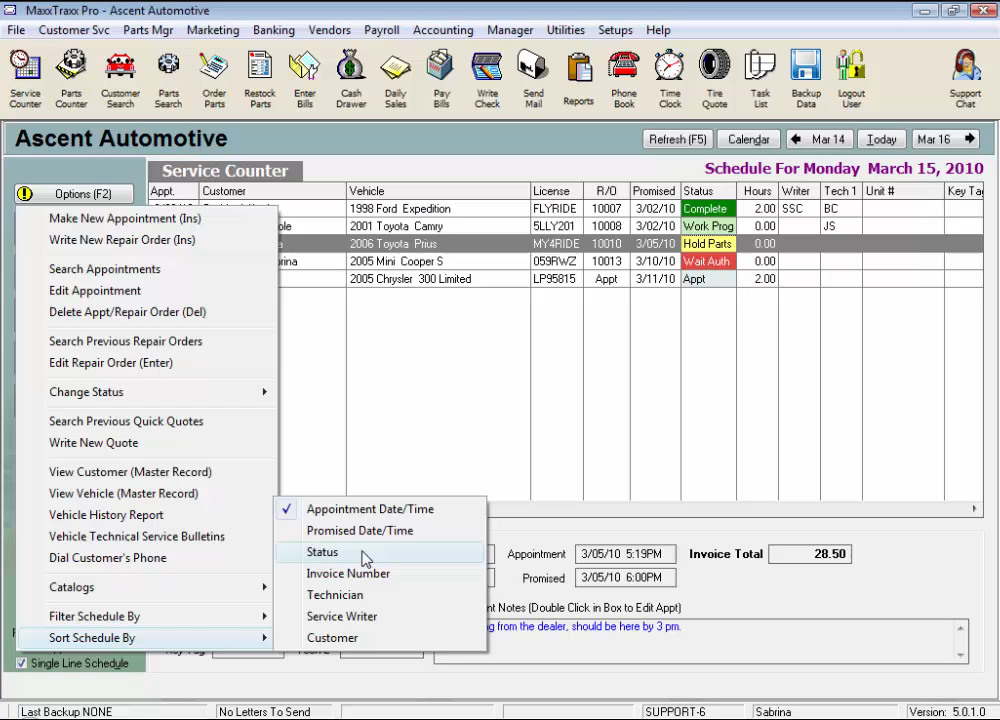 MaxxTraxx Pro - Ascent Automotive
File Customer Svc Parts Mgr Marketing Banking Vendors Payroll Accounting Manager Utilities Setups Help
Service Counter Parts Counter Customer Search Parts Search Order Parts Restock Parts Enter Bills Cash Drawer Daily Sales Pay Bills Write Check Send Mail Reports Phone Book Time Clock Tire Quote Task List Backup Data Logout User Support Chat
Ascent Automotive Refresh (F5) Calendar Mar 14 Today Mar 16
Service Counter Schedule For Monday March 15, 2010
Options (F2) Appt. Customer Vehicle License R/O Promised Status Hours Writer Tech 1 Unit # Key Tag
1998 Ford Expedition FLYRIDE 10007 3/02/10 Complete 2.00 SSC BC
ole 2001 Toyota Camry 5LLY201 10008 3/02/10 Work Prog 0.00 JS
a 2006 Toyota Prius MY4RIDE 10010 3/05/10 Hold Parts 0.00
rina 2005 Mini Cooper S 059RWZ 10013 3/10/10 Wait Auth 0.00
2005 Chrysler 300 Limited LP95815 Appt 3/11/10 Appt 2.00
Make New Appointment (Ins)
Write New Repair Order (Ins)
Search Appointments
Edit Appointment
Delete Appt/Repair Order (Del)
Search Previous Repair Orders
Edit Repair Order (Enter)
Change Status
Search Previous Quick Quotes
Write New Quote
View Customer (Master Record)
View Vehicle (Master Record)
Vehicle History Report
Vehicle Technical Service Bulletins
Dial Customer's Phone
Catalogs
Filter Schedule By
Sort Schedule By
Appointment Date/Time
Promised Date/Time
Status
Invoice Number
Technician
Service Writer
Customer
Appointment 3/05/10 5:19PM Invoice Total 28.50
Promised 3/05/10 6:00PM
nt Notes (Double Click in Box to Edit Appt)
g from the dealer, should be here by 3 pm.
Single Line Schedule
Last Backup NONE No Letters To Send SUPPORT-6 Sabrina Version: 5.0.1.0